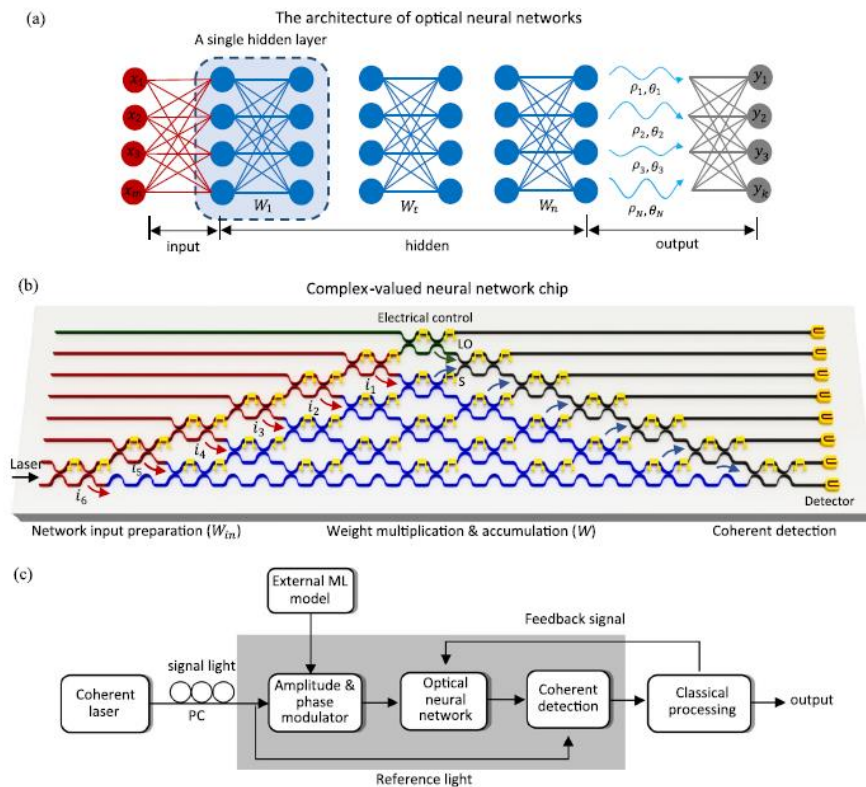 (a)
The architecture of optical neural networks
A single hidden layer
x₁
x₂
x₃
xₘ
W₁
Wₜ
Wₙ
ρ₁, θ₁
ρ₂, θ₂
ρ₃, θ₃
ρ_N, θ_N
y₁
y₂
y₃
yₖ
input
hidden
output
(b)
Complex-valued neural network chip
Electrical control
LO
S
i₁
i₂
i₃
i₄
i₅
i₆
Laser
Detector
Network input preparation (W_in)
Weight multiplication & accumulation (W)
Coherent detection
(c)
External ML
model
Feedback signal
signal light
PC
Coherent
laser
Amplitude &
phase
modulator
Optical
neural
network
Coherent
detection
Classical
processing
output
Reference light